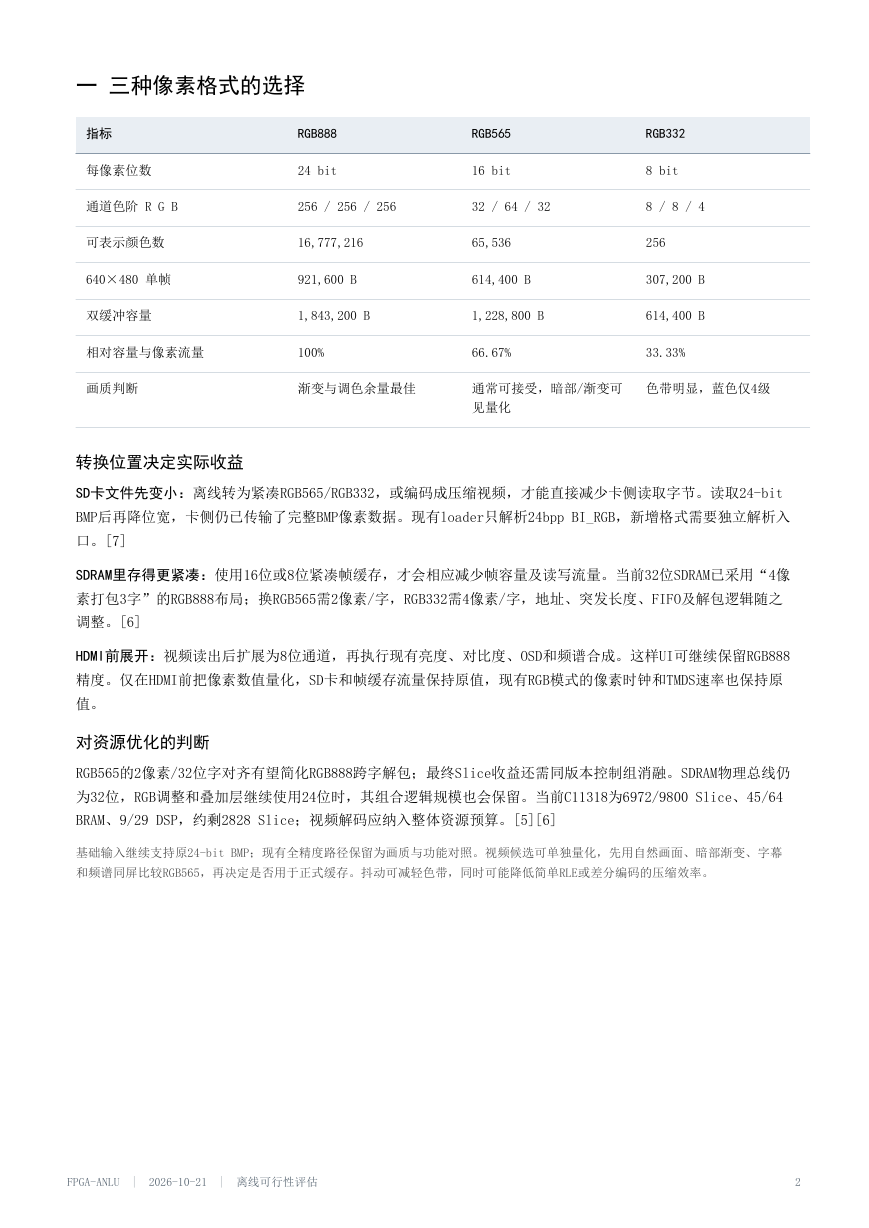 一 三种像素格式的选择
指标 RGB888 RGB565 RGB332
每像素位数 24 bit 16 bit 8 bit
通道色阶 R G B 256 / 256 / 256 32 / 64 / 32 8 / 8 / 4
可表示颜色数 16,777,216 65,536 256
640×480 单帧 921,600 B 614,400 B 307,200 B
双缓冲容量 1,843,200 B 1,228,800 B 614,400 B
相对容量与像素流量 100% 66.67% 33.33%
画质判断 渐变与调色余量最佳 通常可接受，暗部/渐变可 色带明显，蓝色仅4级
见量化
转换位置决定实际收益
SD卡文件先变小：离线转为紧凑RGB565/RGB332，或编码成压缩视频，才能直接减少卡侧读取字节。读取24-bit
BMP后再降位宽，卡侧仍已传输了完整BMP像素数据。现有loader只解析24bpp BI_RGB，新增格式需要独立解析入
口。[7]
SDRAM里存得更紧凑：使用16位或8位紧凑帧缓存，才会相应减少帧容量及读写流量。当前32位SDRAM已采用“4像
素打包3字”的RGB888布局；换RGB565需2像素/字，RGB332需4像素/字，地址、突发长度、FIFO及解包逻辑随之
调整。[6]
HDMI前展开：视频读出后扩展为8位通道，再执行现有亮度、对比度、OSD和频谱合成。这样UI可继续保留RGB888
精度。仅在HDMI前把像素数值量化，SD卡和帧缓存流量保持原值，现有RGB模式的像素时钟和TMDS速率也保持原
值。
对资源优化的判断
RGB565的2像素/32位字对齐有望简化RGB888跨字解包；最终Slice收益还需同版本控制组消融。SDRAM物理总线仍
为32位，RGB调整和叠加层继续使用24位时，其组合逻辑规模也会保留。当前C11318为6972/9800 Slice、45/64
BRAM、9/29 DSP，约剩2828 Slice；视频解码应纳入整体资源预算。[5][6]
基础输入继续支持原24-bit BMP；现有全精度路径保留为画质与功能对照。视频候选可单独量化，先用自然画面、暗部渐变、字幕
和频谱同屏比较RGB565，再决定是否用于正式缓存。抖动可减轻色带，同时可能降低简单RLE或差分编码的压缩效率。
FPGA-ANLU | 2026-10-21 | 离线可行性评估 2